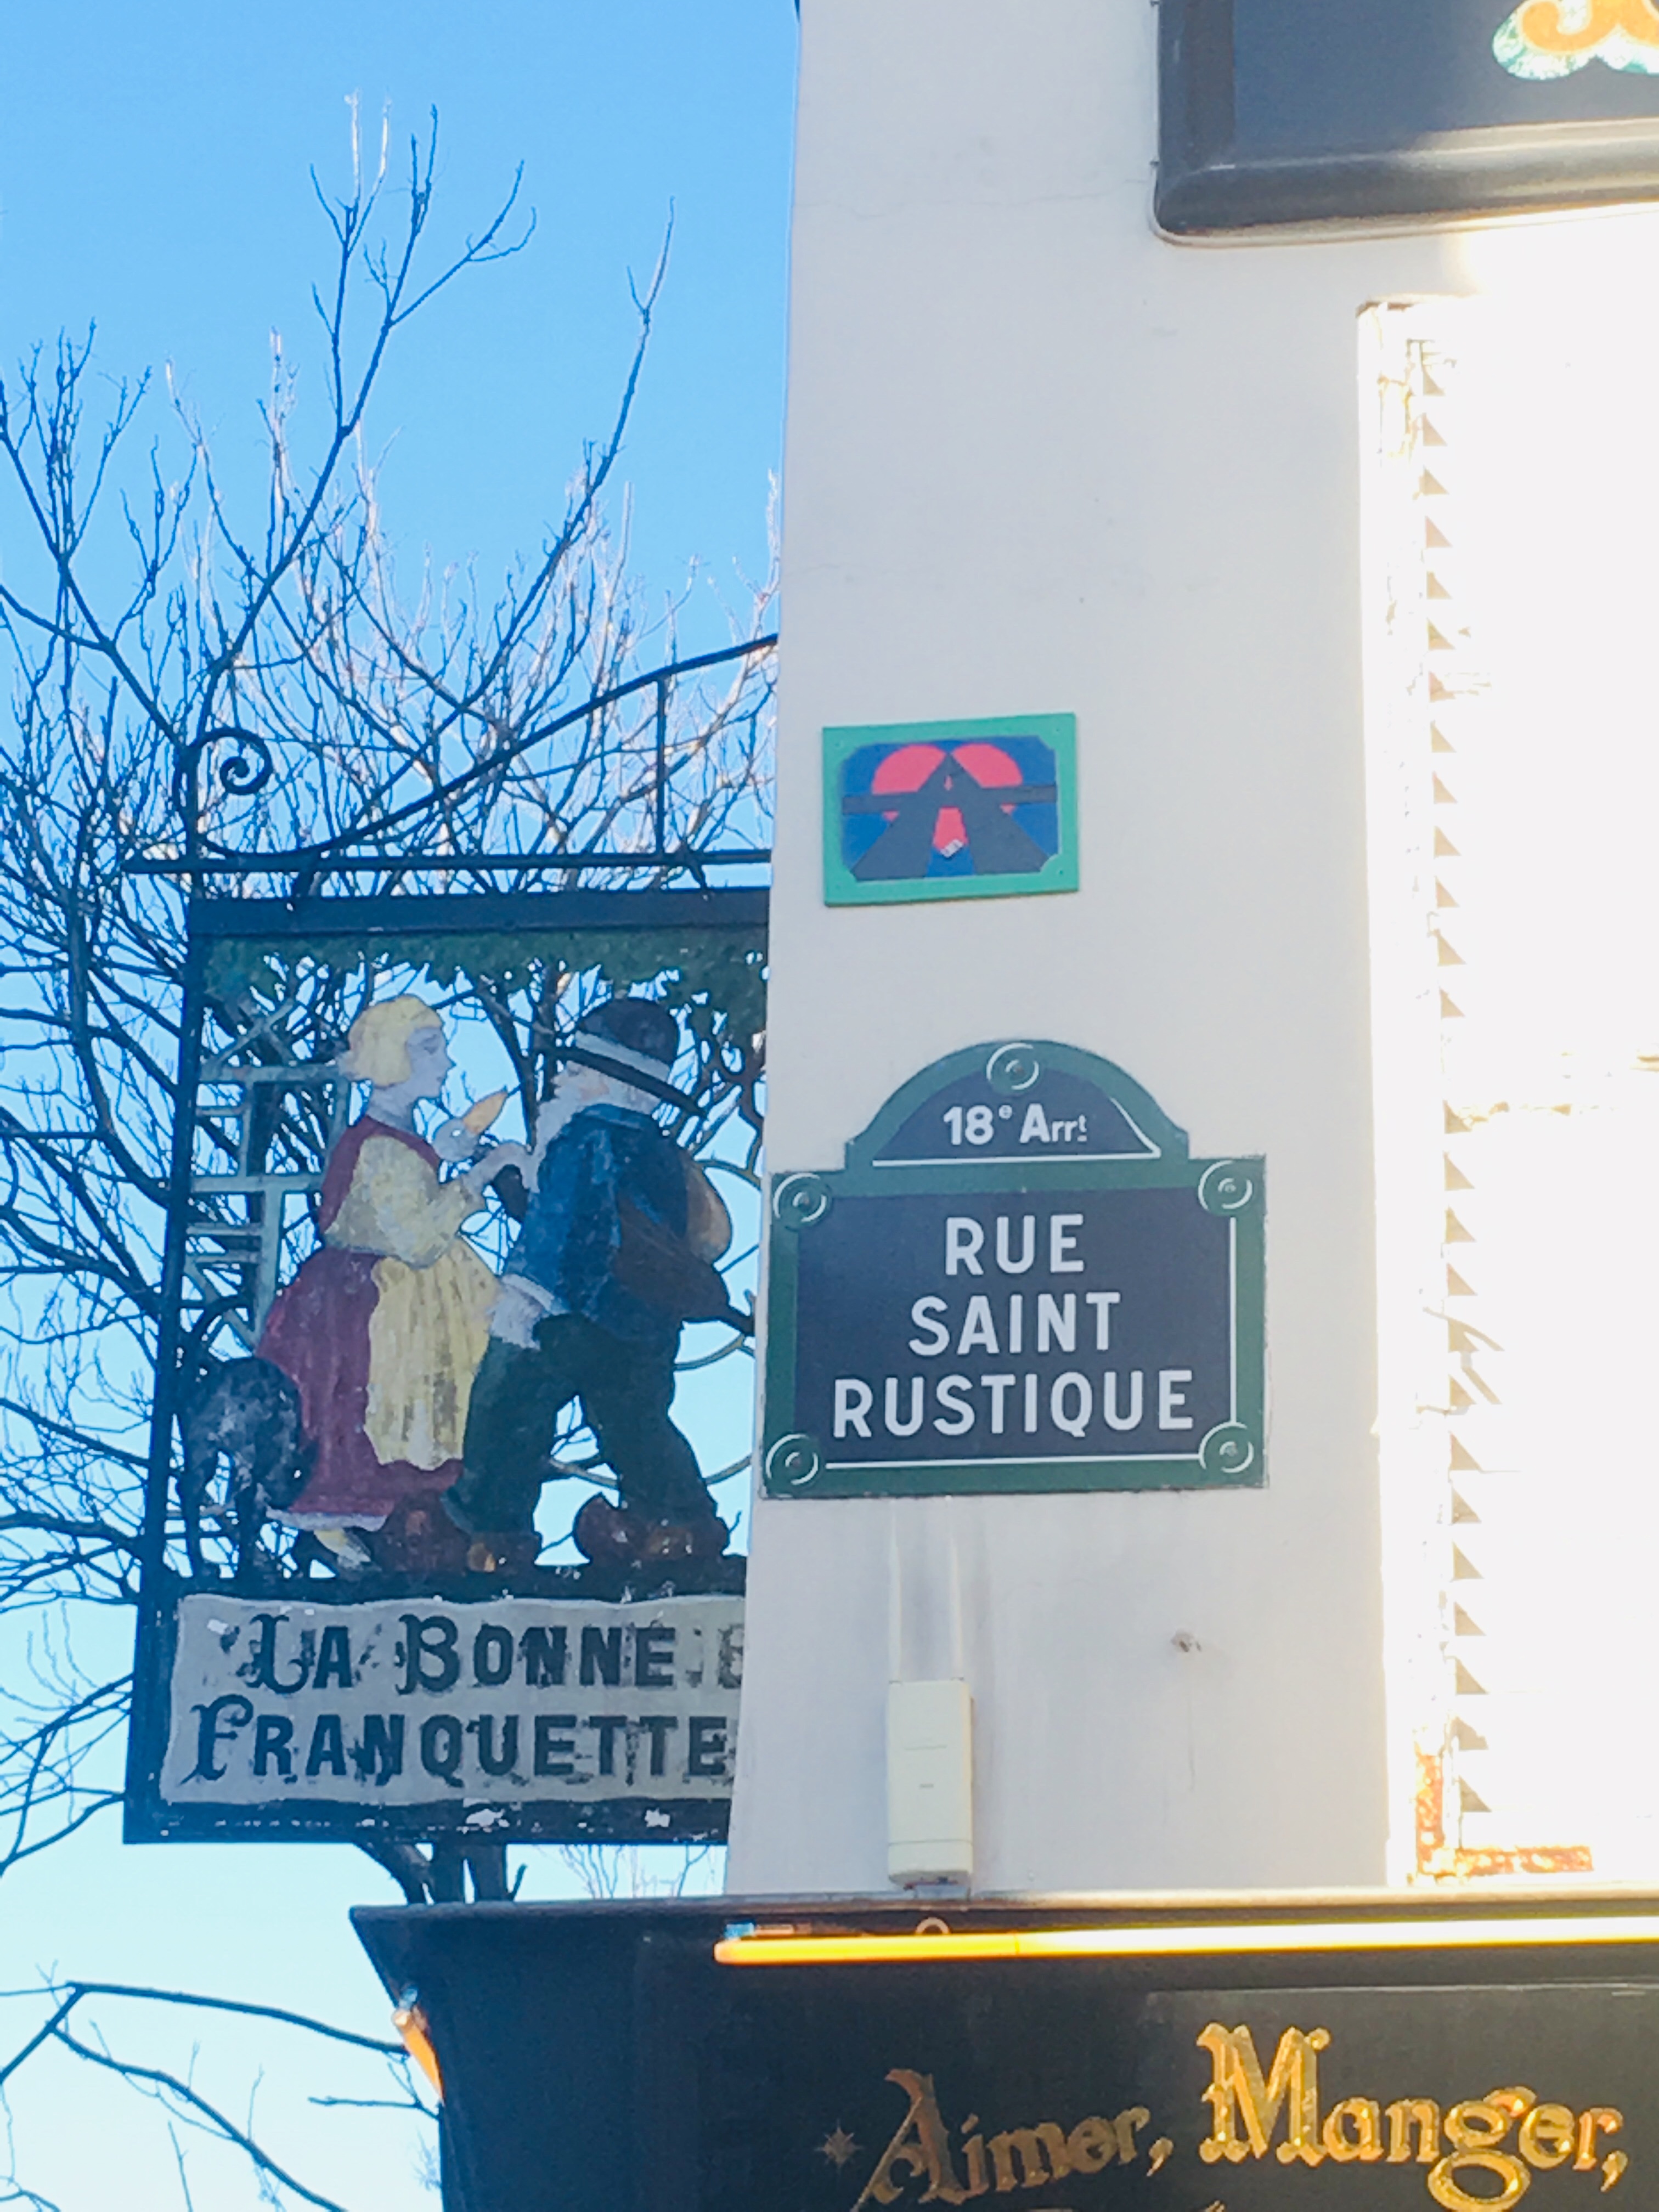 18e Arrt
RUE
SAINT
RUSTIQUE
LA BONNE
FRANQUETTE
Aimer, Manger,